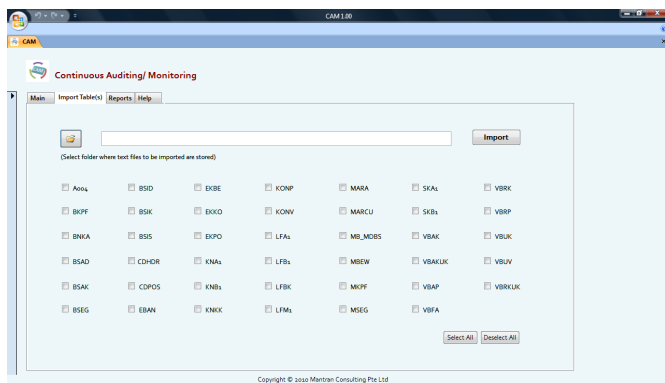 CAM 1.00
CAM
Continuous Auditing/ Monitoring
Main Import Table(s) Reports Help
Import
(Select folder where text files to be imported are stored)
A004 BSID EKBE KONP MARA SKA1 VBRK
BKPF BSIK EKKO KONV MARCU SKB1 VBRP
BNKA BSIS EKPO LFA1 MB_MDBS VBAK VBUK
BSAD CDHDR KNA1 LFB1 MBEW VBAKUK VBUV
BSAK CDPOS KNB1 LFBK MKPF VBAP VBRKUK
BSEG EBAN KNKK LFM1 MSEG VBFA
Select All Deselect All
Copyright © 2010 Mantran Consulting Pte Ltd